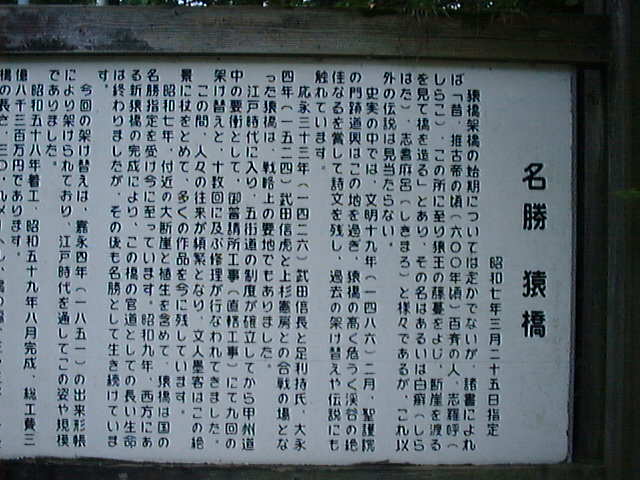 名勝 猿橋
昭和七年三月二十五日指定
猿橋架橋の始期については定かでないが、諸書によれ
ば「昔、推古帝の頃(六〇〇年頃)百済の人、志羅呼(
しらこ)、この所に至り猿王の藤蔓をよじ、断崖を渡る
を見て橋を造る」とあり、その名はあるいは白癬(しら
はた)、志耆麻呂(しきまろ)と様々であるが、これ以
外の伝説は見当たらない。
史実の中では、文明十九年(一四八六)二月、聖護院
の門跡道興はこの地を過ぎ、猿橋の高く危うく渓谷の絶
佳なるを賞して詩文を残し、過去の架け替えや伝説にも
触れています。
応永三十三年(一四二六)武田信長と足利持氏、大永
四年(一五二四)武田信虎と上杉憲房との合戦の場とな
った猿橋は、戦略上の要地でもありました。
江戸時代に入り、五街道の制度が確立してから甲州道
中の要衝として、御普請所工事(直轄工事)にて九回の
架け替えと、十数回に及ぶ修理が行なわれてきました。
この間、人々の往来が頻繁となり、文人墨客はこの絶
景に杖をとめて、多くの作品を今に残しています。
昭和七年、付近の大断崖と植生を含めて、猿橋は国の
名勝指定を受け今に至っています。昭和九年、西方にあ
る新猿橋の完成により、この橋の官道としての長い生命
は終わりましたが、その後も名勝として生き続けていま
す。
今回の架け替えは、嘉永四年(一八五一)の出来形帳
により架けられており、江戸時代を通してこの姿や規模
でありました。
昭和五十八年着工、昭和五十九年八月完成、総工費三
億八千三百万円であります。
橋の長さ、三〇、九メートル